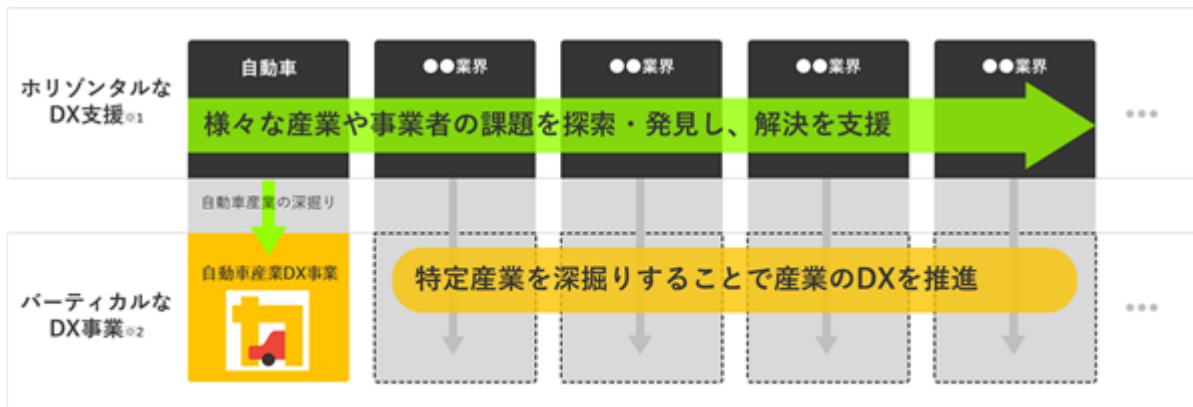 自動車
●●業界
●●業界
●●業界
●●業界
ホリゾンタルな
DX支援※1
様々な産業や事業者の課題を探索・発見し、解決を支援
自動車産業の深掘り
自動車産業DX事業
特定産業を深掘りすることで産業のDXを推進
バーティカルな
DX事業※2